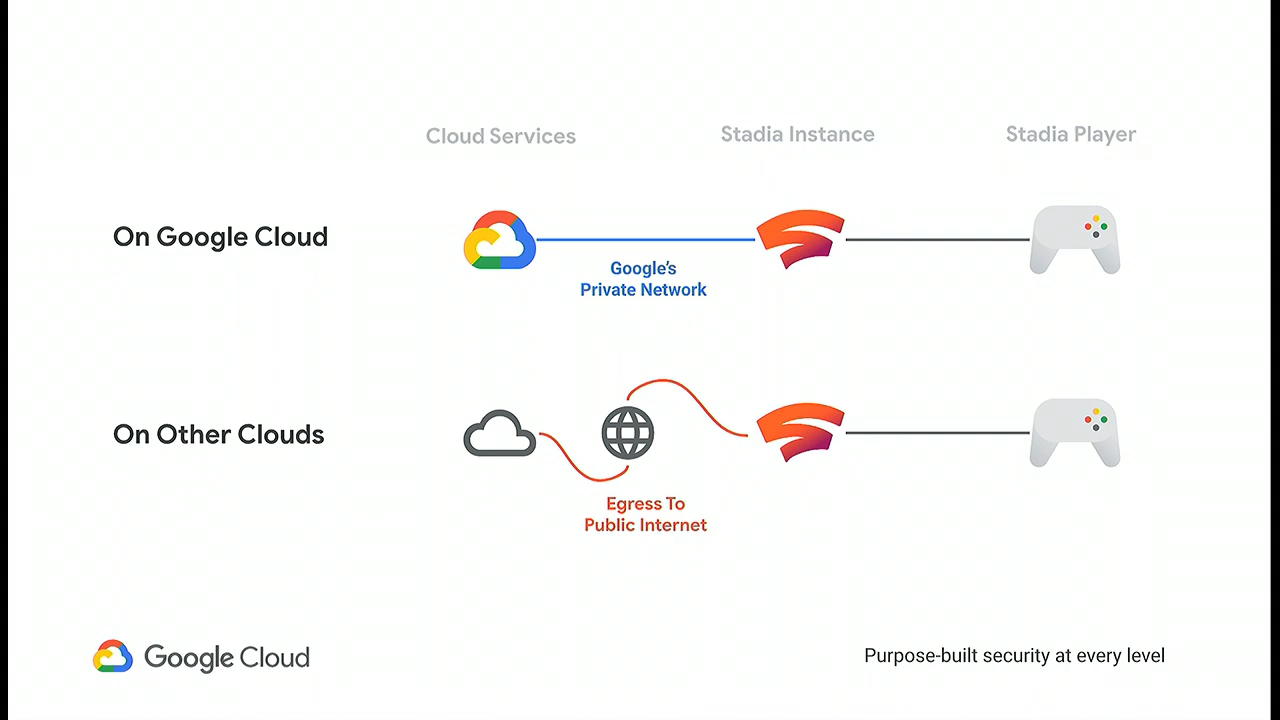 Cloud Services
Stadia Instance
Stadia Player
On Google Cloud
Google's
Private Network
On Other Clouds
Egress To
Public Internet
Google Cloud
Purpose-built security at every level